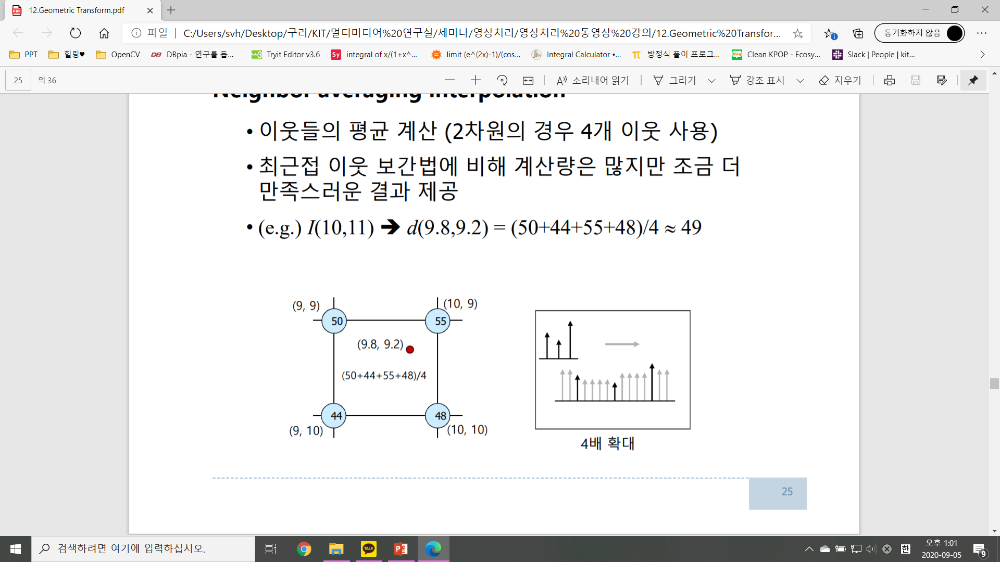 12.Geometric Transform.pdf
파일 | C:/Users/svh/Desktop/구리/KIT/멀티미디어%20연구실/세미나/영상처리/영상처리%20동영상%20강의/12.Geometric%20Transfor...
동기화하지 않음
PPT 힐링♥ OpenCV DBpia - 연구를 돕... Tryit Editor v3.6 integral of x/(1+x^... limit (e^(2x)-1)/(cos... Integral Calculator •... 방정식 풀이 프로그... Clean KPOP - Ecosy... Slack | People | kit...
25 의 36 소리내어 읽기 그리기 강조 표시 지우기
Neighbor averaging interpolation
• 이웃들의 평균 계산 (2차원의 경우 4개 이웃 사용)
• 최근접 이웃 보간법에 비해 계산량은 많지만 조금 더
만족스러운 결과 제공
• (e.g.) I(10,11) ➔ d(9.8,9.2) = (50+44+55+48)/4 ≈ 49
(9, 9) (10, 9)
50 55
(9.8, 9.2)
(50+44+55+48)/4
44 48
(9, 10) (10, 10)
4배 확대
25
검색하려면 여기에 입력하십시오.
TALK
한
오후 1:01
2020-09-05
9